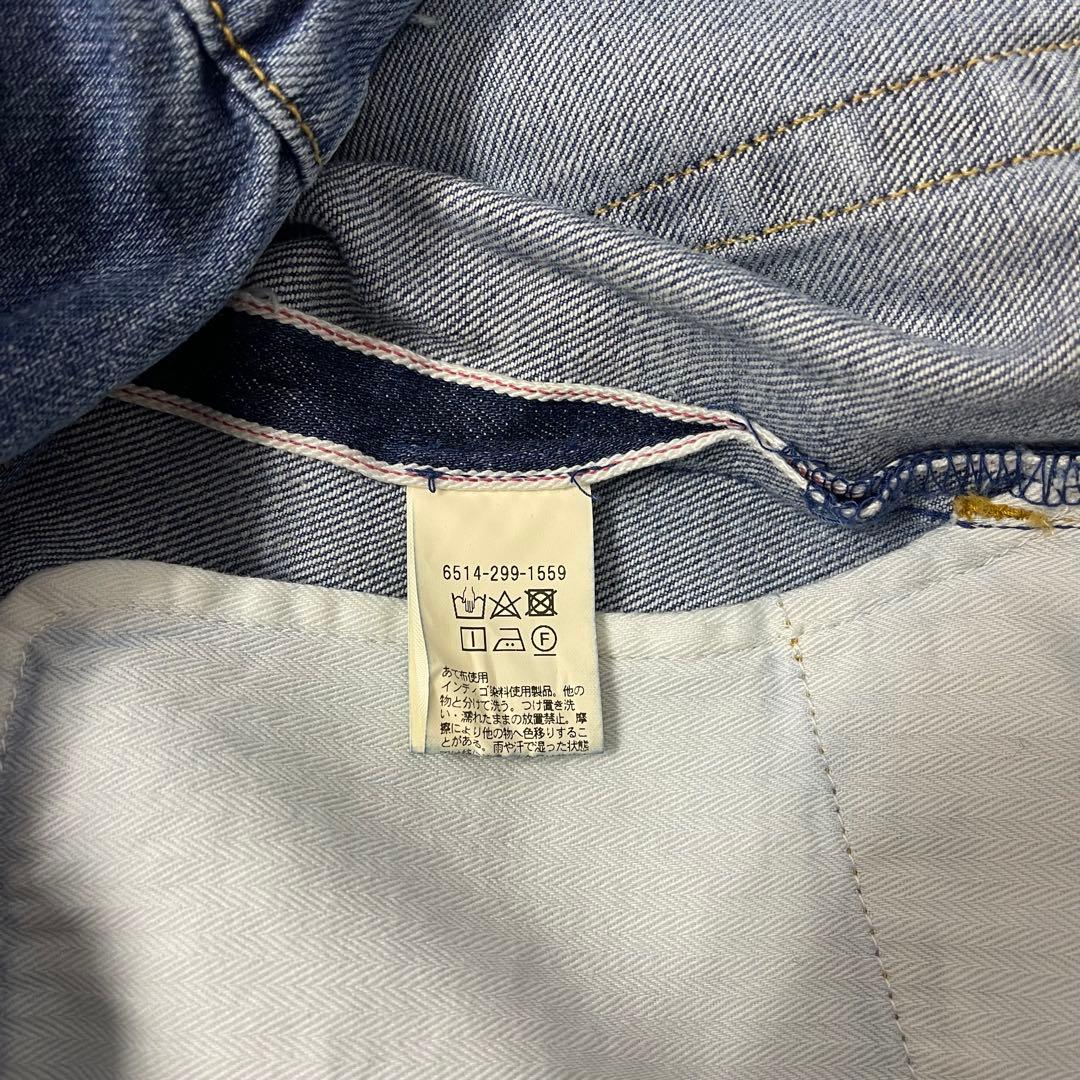 6514-299-1559
F
あて布使用
インディゴ染料使用製品。他の
物と分けて洗う。つけ置き洗
い・濡れたままの放置禁止。摩
擦により他の物へ色移りするこ
とがある。雨や汗で湿った状態